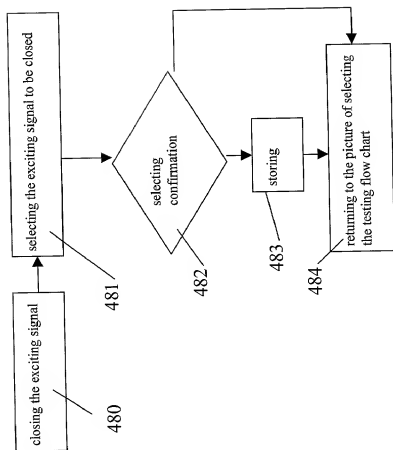 closing the exciting signal
480
selecting the exciting signal to be closed
481
selecting
confirmation
482
storing
483
returning to the picture of selecting
the testing flow chart
484